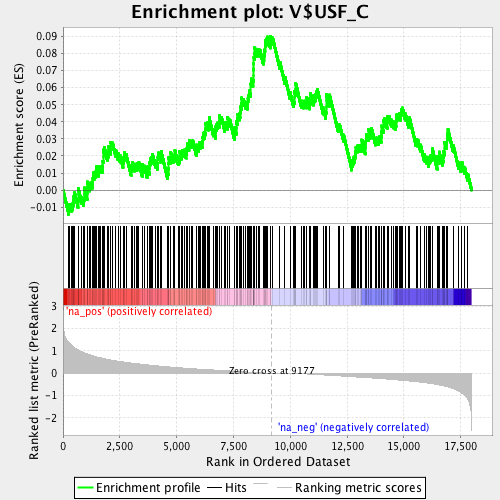 Enrichment plot: V$USF_C
Enrichment score (ES)
0.09
0.08
0.07
0.06
0.05
0.04
0.03
0.02
0.01
0.00
-0.01
'na_pos' (positively correlated)
Ranked list metric (PreRanked)
3
2
1
0
-1
-2
Zero cross at 9177
'na_neg' (negatively correlated)
0
2,500
5,000
7,500
10,000
12,500
15,000
17,500
Rank in Ordered Dataset
Enrichment profile
Hits
Ranking metric scores